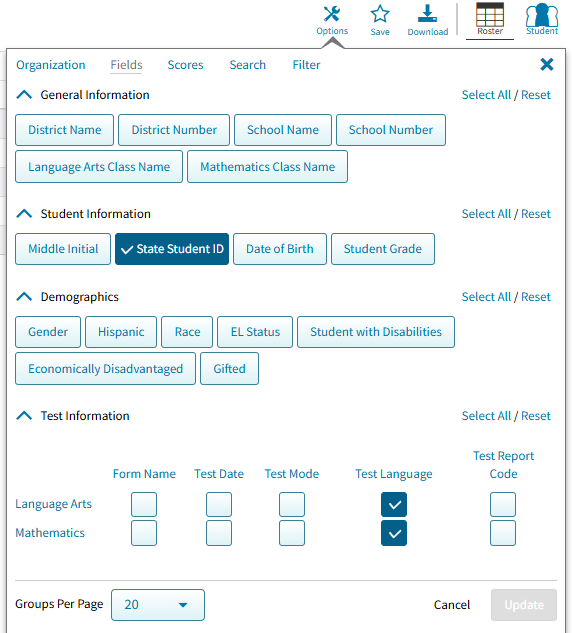 Options Save Download Roster Student
Organization Fields Scores Search Filter
General Information Select All / Reset
District Name District Number School Name School Number
Language Arts Class Name Mathematics Class Name
Student Information Select All / Reset
Middle Initial State Student ID Date of Birth Student Grade
Demographics Select All / Reset
Gender Hispanic Race EL Status Student with Disabilities
Economically Disadvantaged Gifted
Test Information Select All / Reset
Form Name Test Date Test Mode Test Language Test Report Code
Language Arts
Mathematics
Groups Per Page 20 Cancel Update